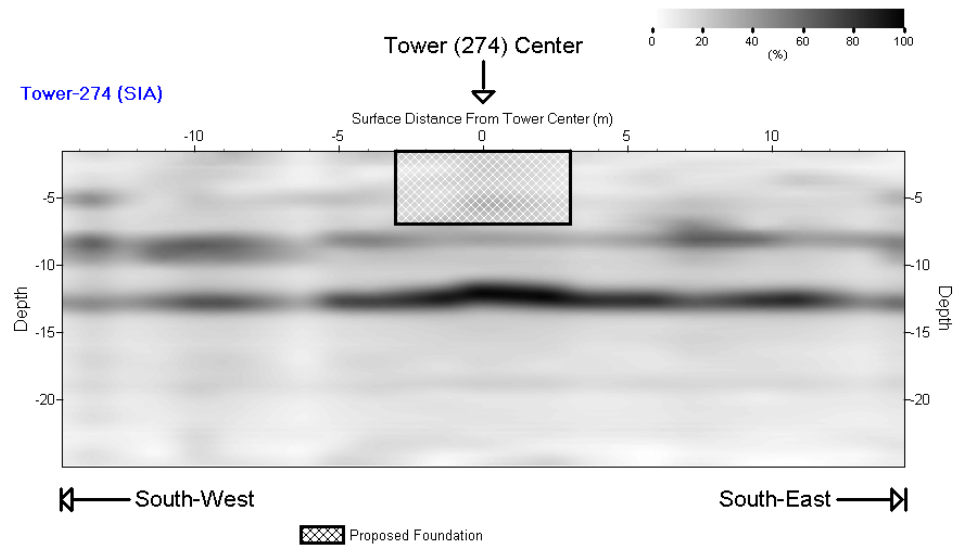 0 20 40 60 80 100
(%)
Tower (274) Center
Tower-274 (SIA)
Surface Distance From Tower Center (m)
-10 -5 0 5 10
-5 -5
-10 -10
Depth Depth
-15 -15
-20 -20
South-West South-East
Proposed Foundation